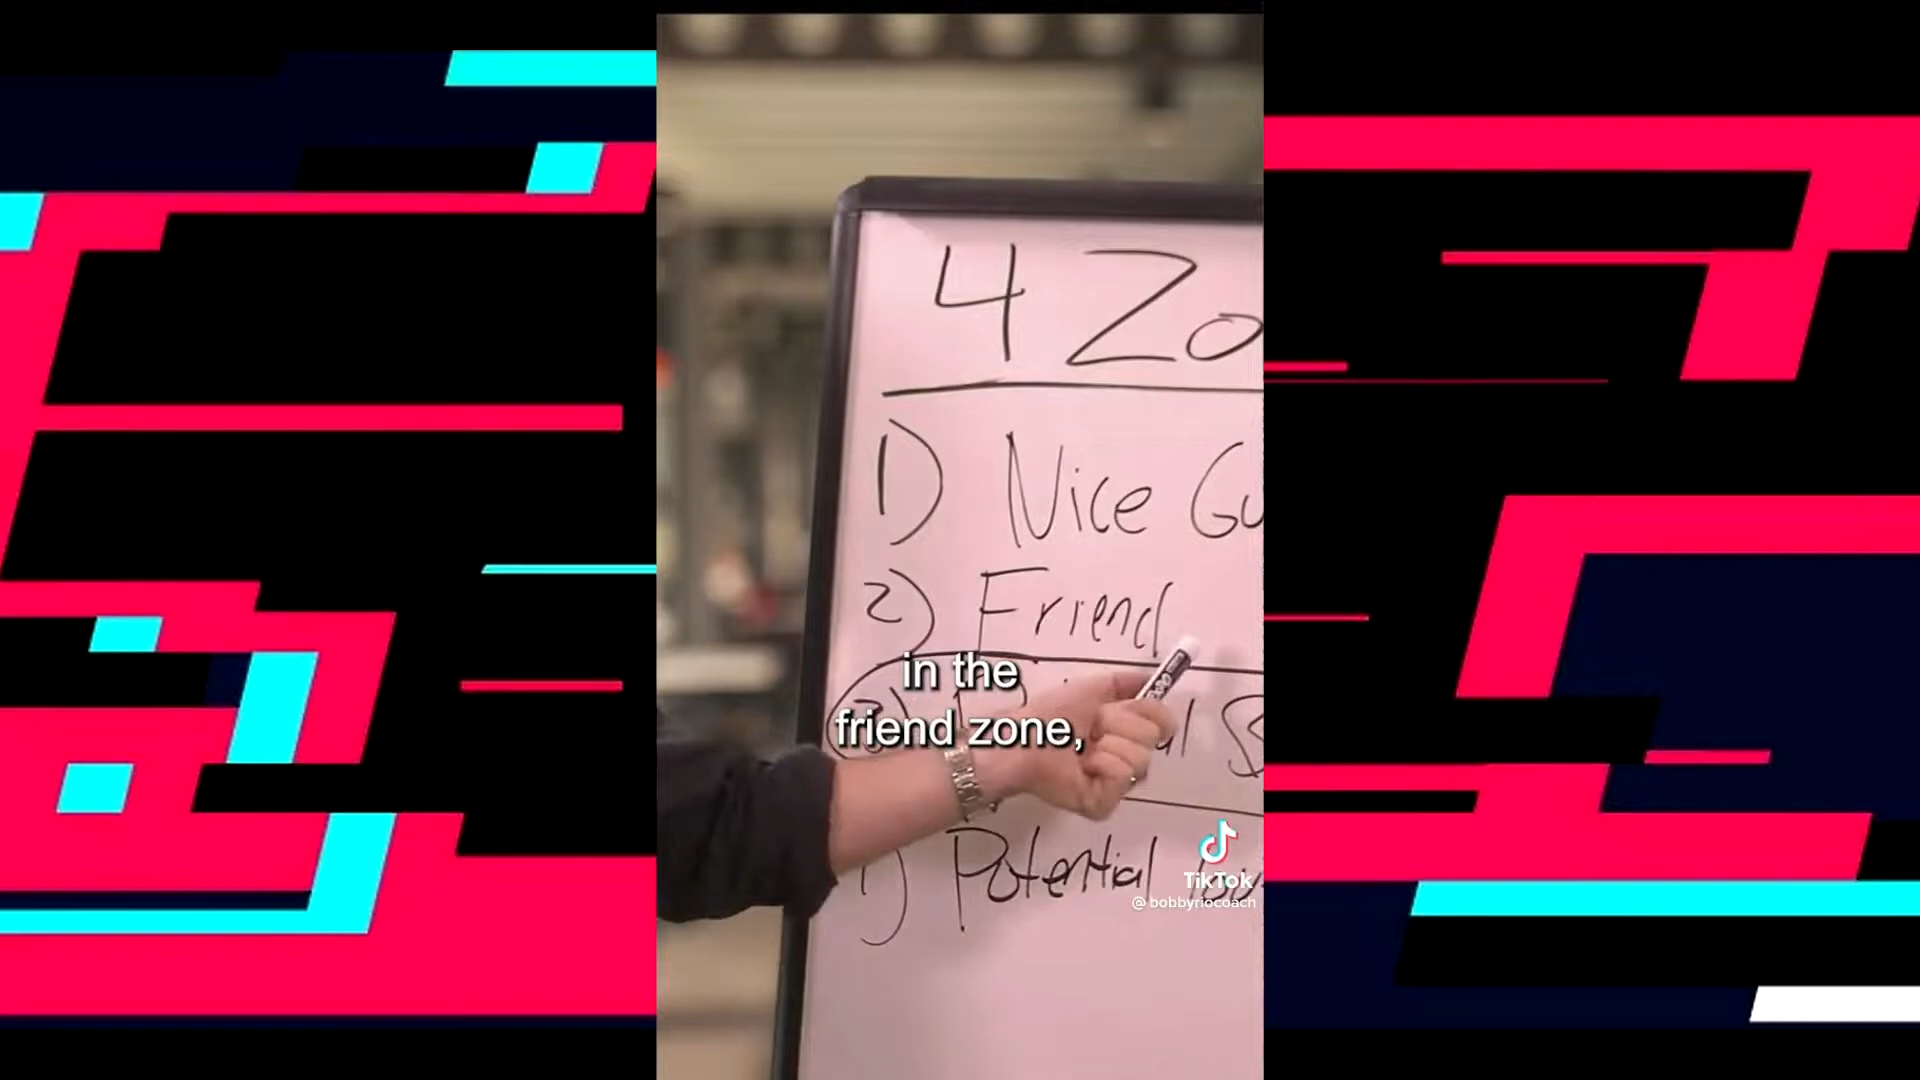 4 Zo
1) Nice Gu
2) Friend
in the
friend zone,
Potential
TikTok
@bobbyriocoach